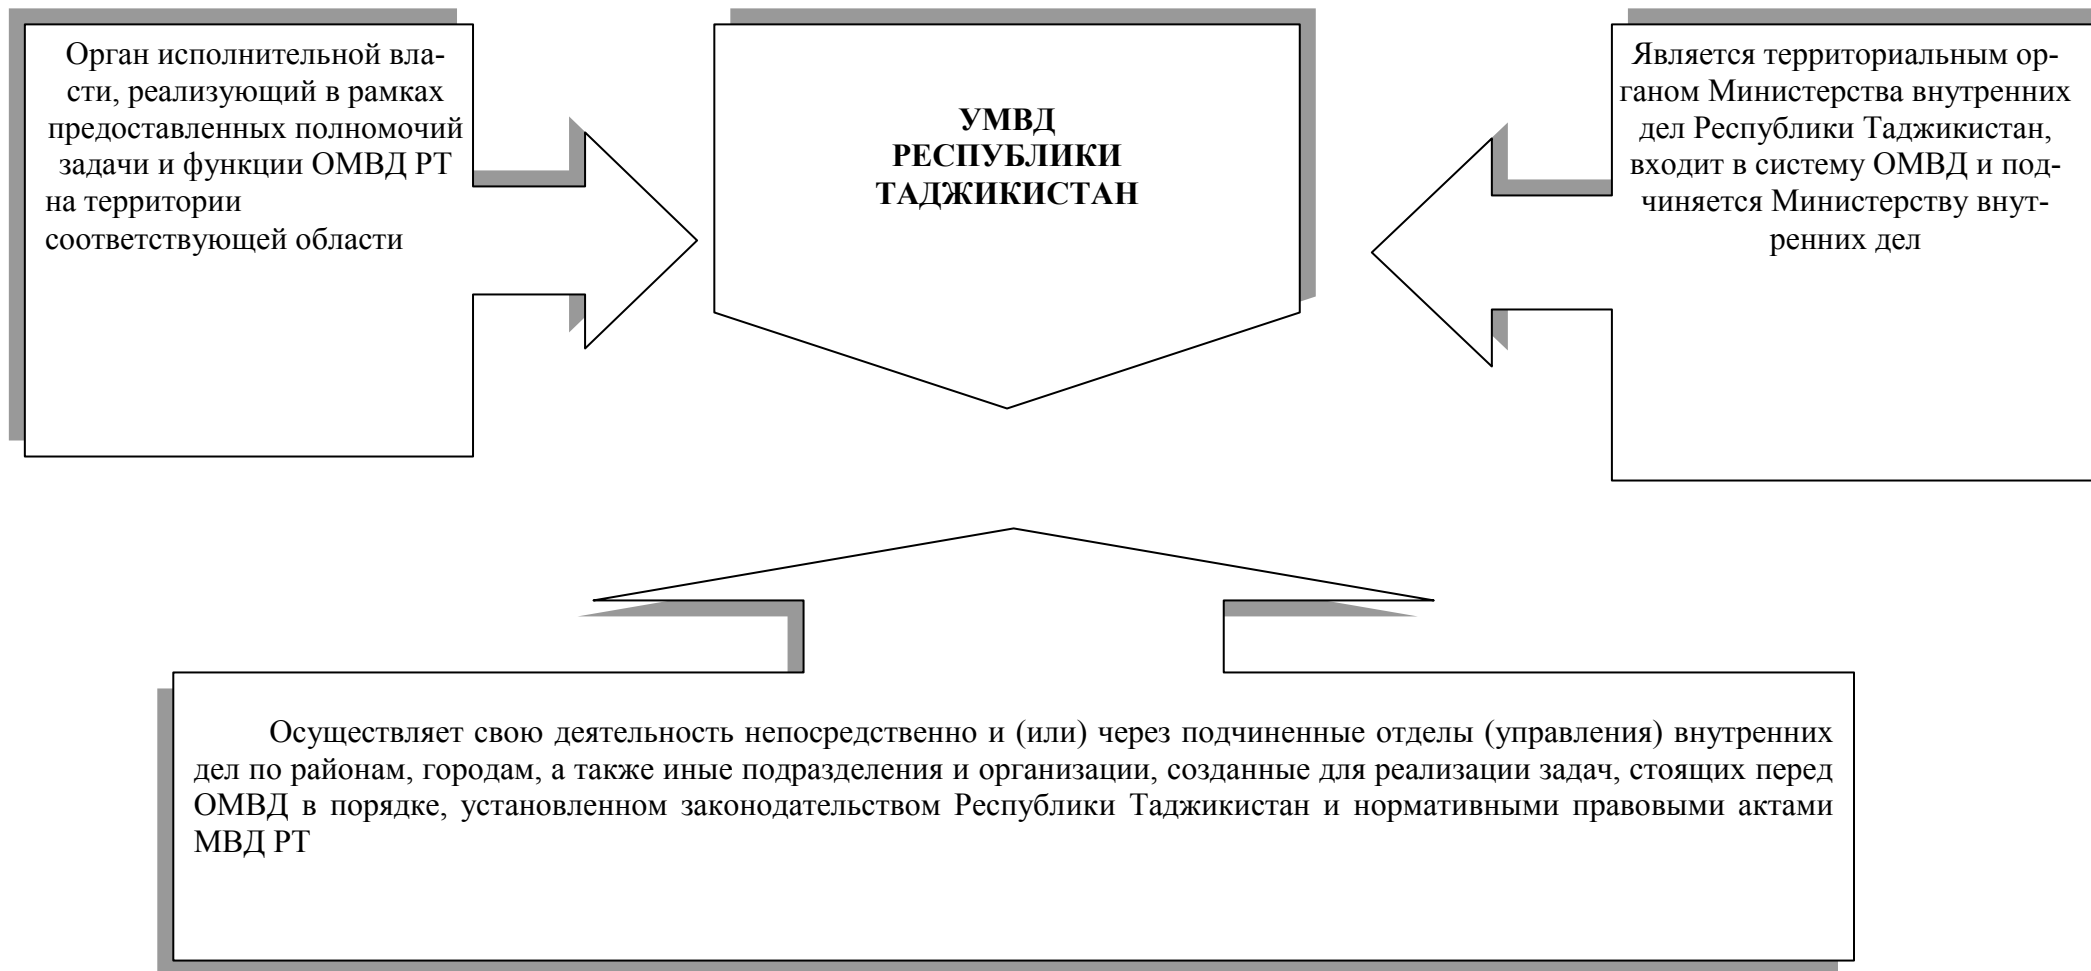 Орган исполнительной вла-
сти, реализующий в рамках
предоставленных полномочий
задачи и функции ОМВД РТ
на территории
соответствующей области
УМВД
РЕСПУБЛИКИ
ТАДЖИКИСТАН
Является территориальным ор-
ганом Министерства внутренних
дел Республики Таджикистан,
входит в систему ОМВД и под-
чиняется Министерству внут-
ренних дел
Осуществляет свою деятельность непосредственно и (или) через подчиненные отделы (управления) внутренних
дел по районам, городам, а также иные подразделения и организации, созданные для реализации задач, стоящих перед
ОМВД в порядке, установленном законодательством Республики Таджикистан и нормативными правовыми актами
МВД РТ